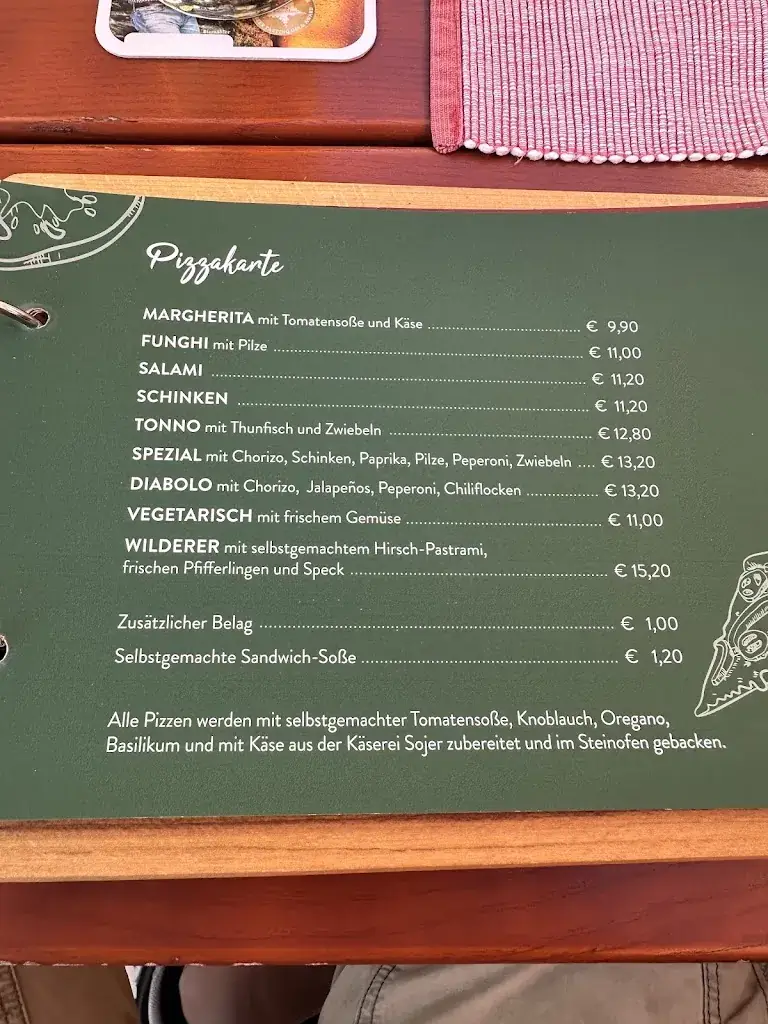 Pizzakarte
MARGHERITA mit Tomatensoße und Käse ........................................ € 9,90
FUNGHI mit Pilze ........................................ € 11,00
SALAMI ........................................ € 11,20
SCHINKEN ........................................ € 11,20
TONNO mit Thunfisch und Zwiebeln ........................................ € 12,80
SPEZIAL mit Chorizo, Schinken, Paprika, Pilze, Peperoni, Zwiebeln .... € 13,20
DIABOLO mit Chorizo, Jalapeños, Peperoni, Chiliflocken .................. € 13,20
VEGETARISCH mit frischem Gemüse ........................................ € 11,00
WILDERER mit selbstgemachtem Hirsch-Pastrami,
frischen Pfifferlingen und Speck ........................................ € 15,20
Zusätzlicher Belag ........................................ € 1,00
Selbstgemachte Sandwich-Soße ........................................ € 1,20
Alle Pizzen werden mit selbstgemachter Tomatensoße, Knoblauch, Oregano,
Basilikum und mit Käse aus der Käserei Sojer zubereitet und im Steinofen gebacken.